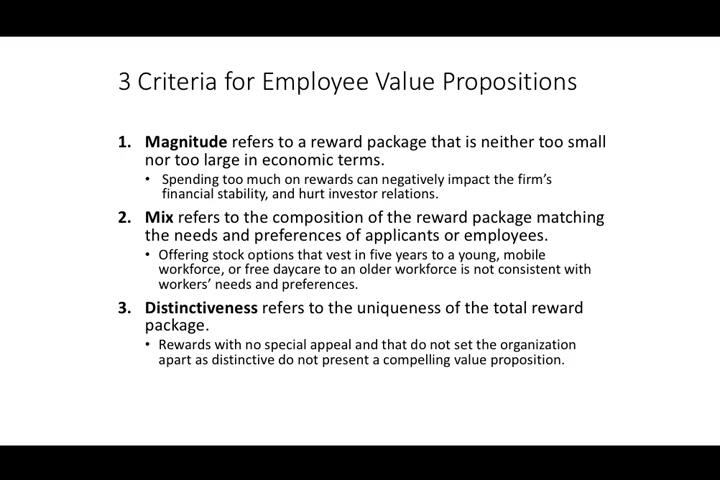 3 Criteria for Employee Value Propositions
1. Magnitude refers to a reward package that is neither too small
nor too large in economic terms.
• Spending too much on rewards can negatively impact the firm's
financial stability, and hurt investor relations.
2. Mix refers to the composition of the reward package matching
the needs and preferences of applicants or employees.
• Offering stock options that vest in five years to a young, mobile
workforce, or free daycare to an older workforce is not consistent with
workers' needs and preferences.
3. Distinctiveness refers to the uniqueness of the total reward
package.
• Rewards with no special appeal and that do not set the organization
apart as distinctive do not present a compelling value proposition.